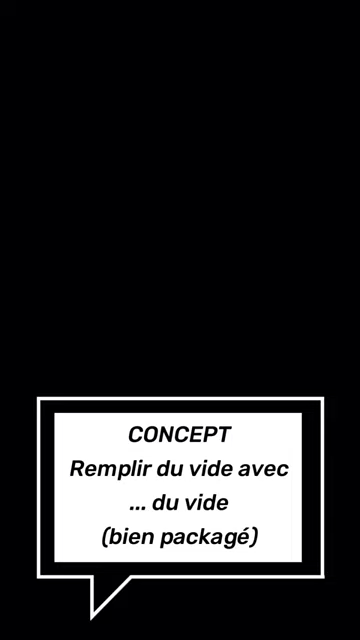 CONCEPT
Remplir du vide avec
... du vide
(bien packagé)